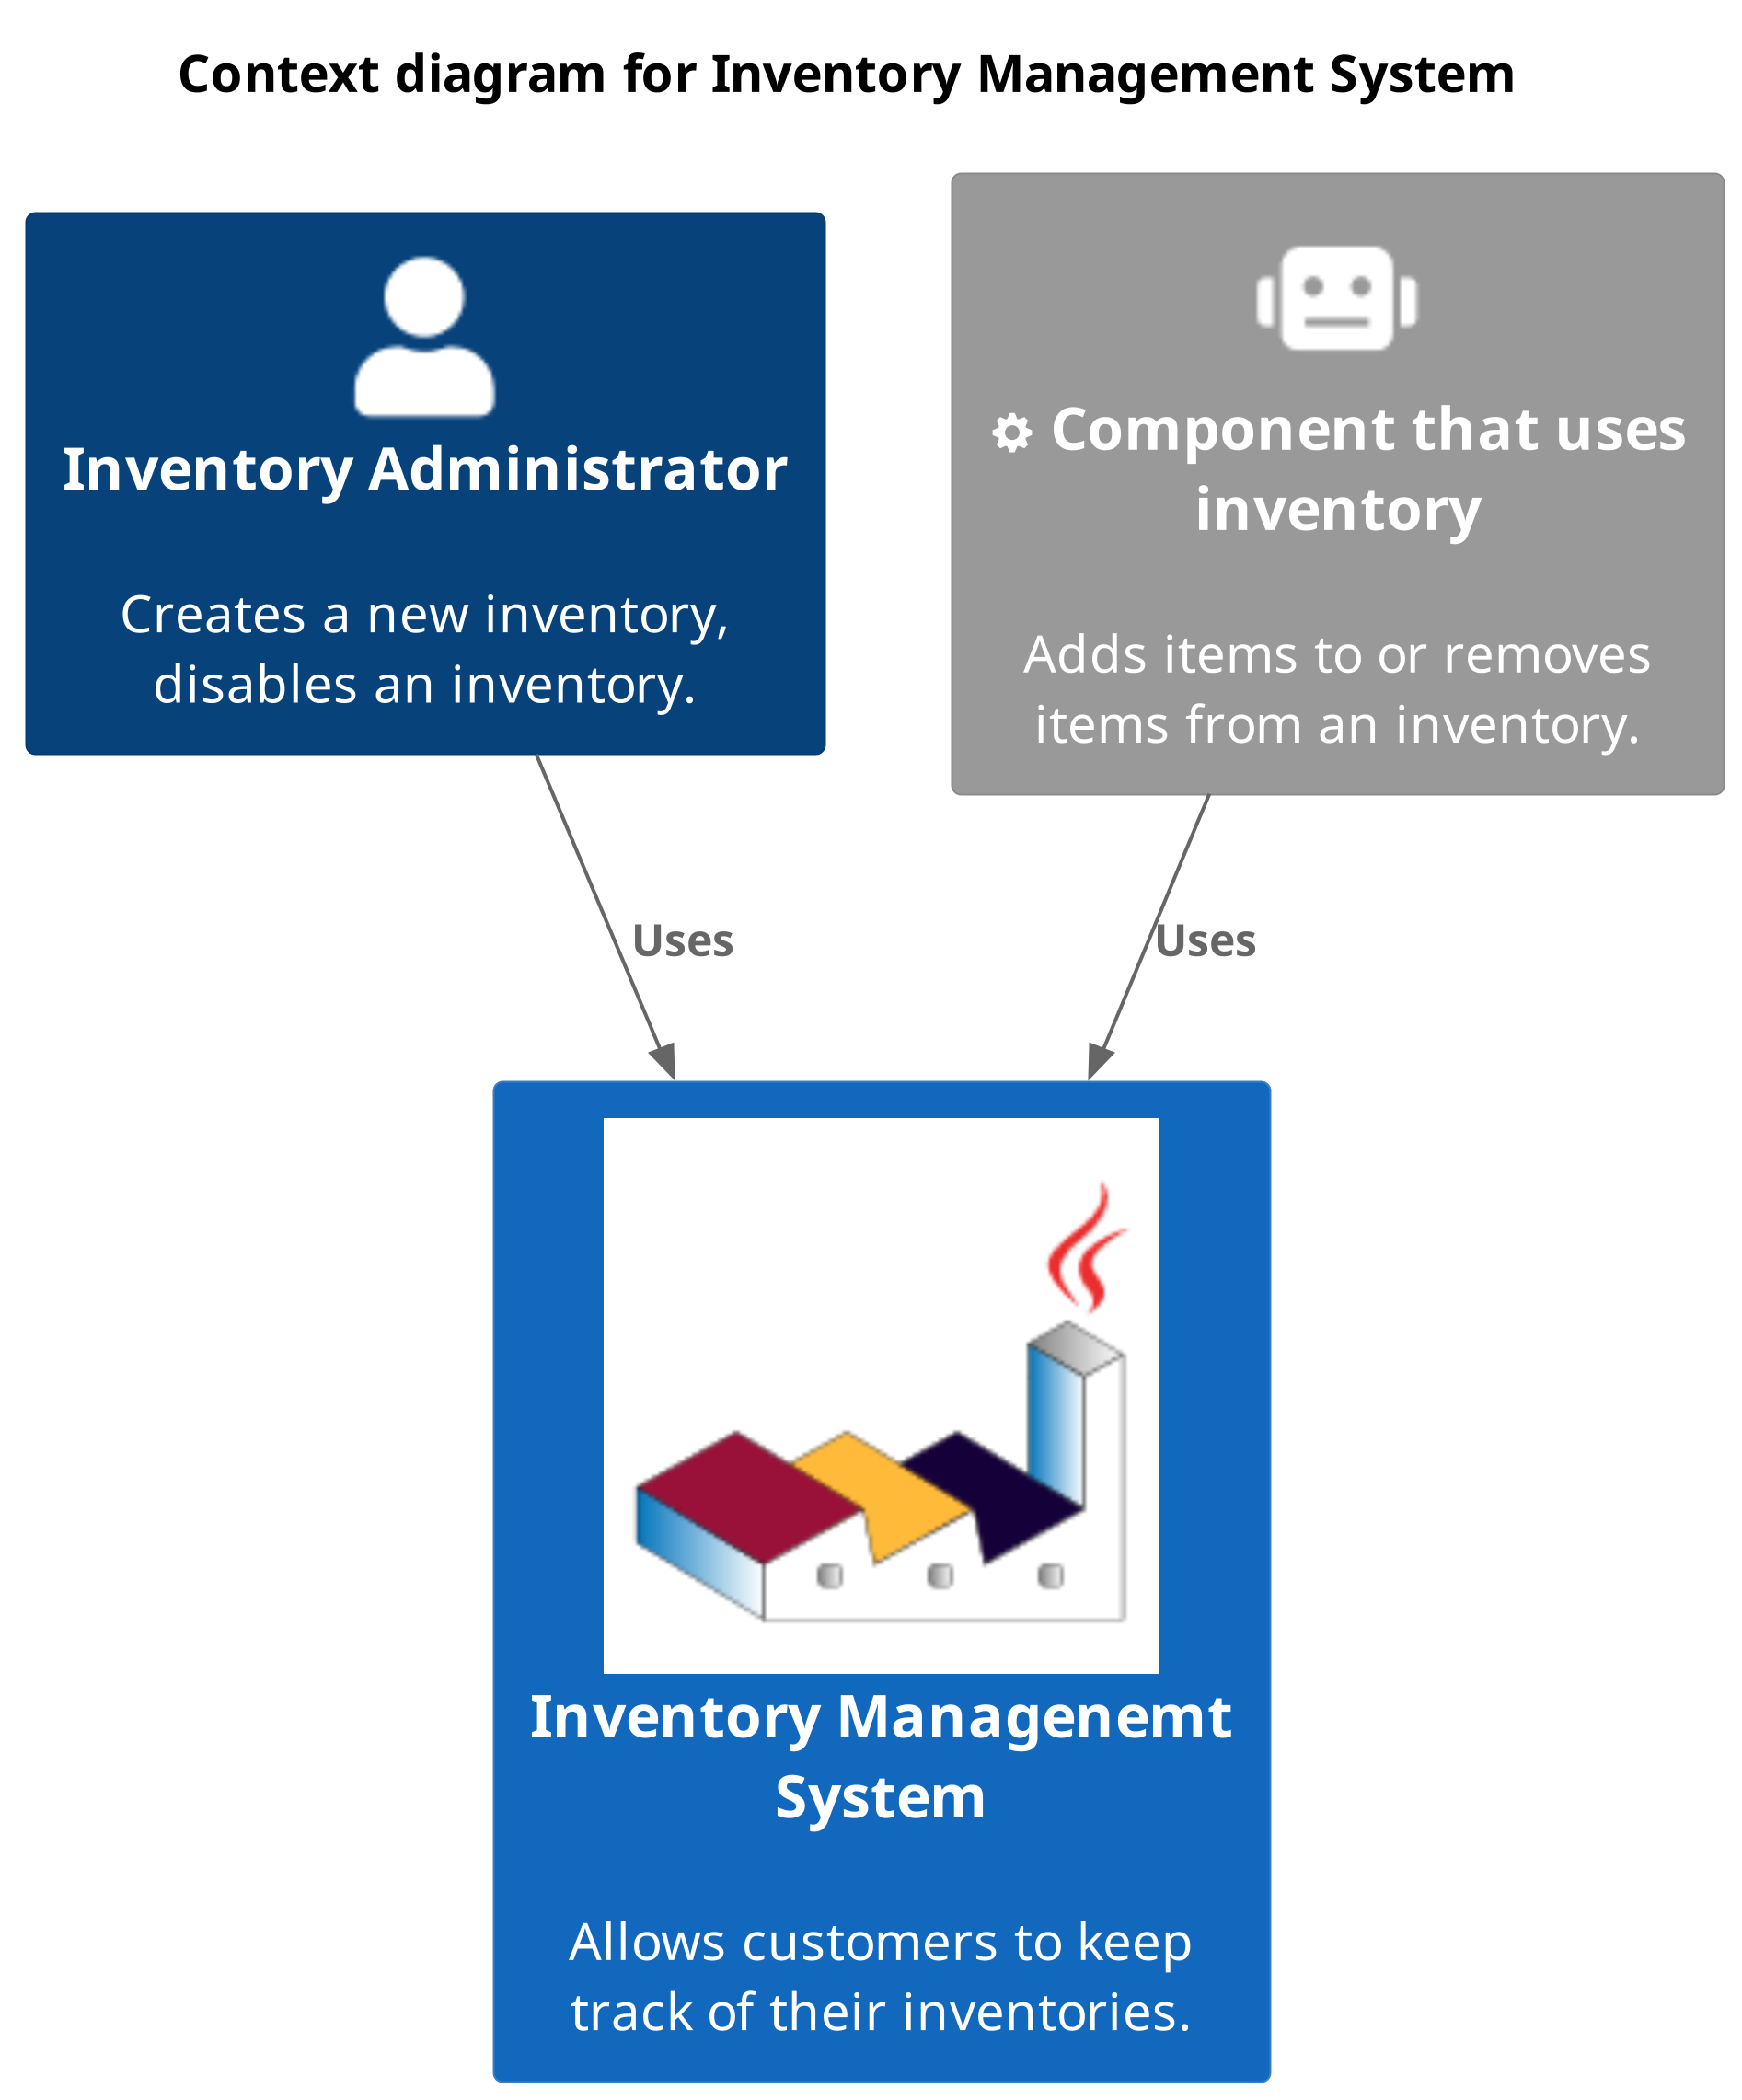 Context diagram for Inventory Management System
Inventory Administrator
Creates a new inventory,
disables an inventory.
Component that uses
inventory
Adds items to or removes
items from an inventory.
Uses
Uses
Inventory Managenemt
System
Allows customers to keep
track of their inventories.